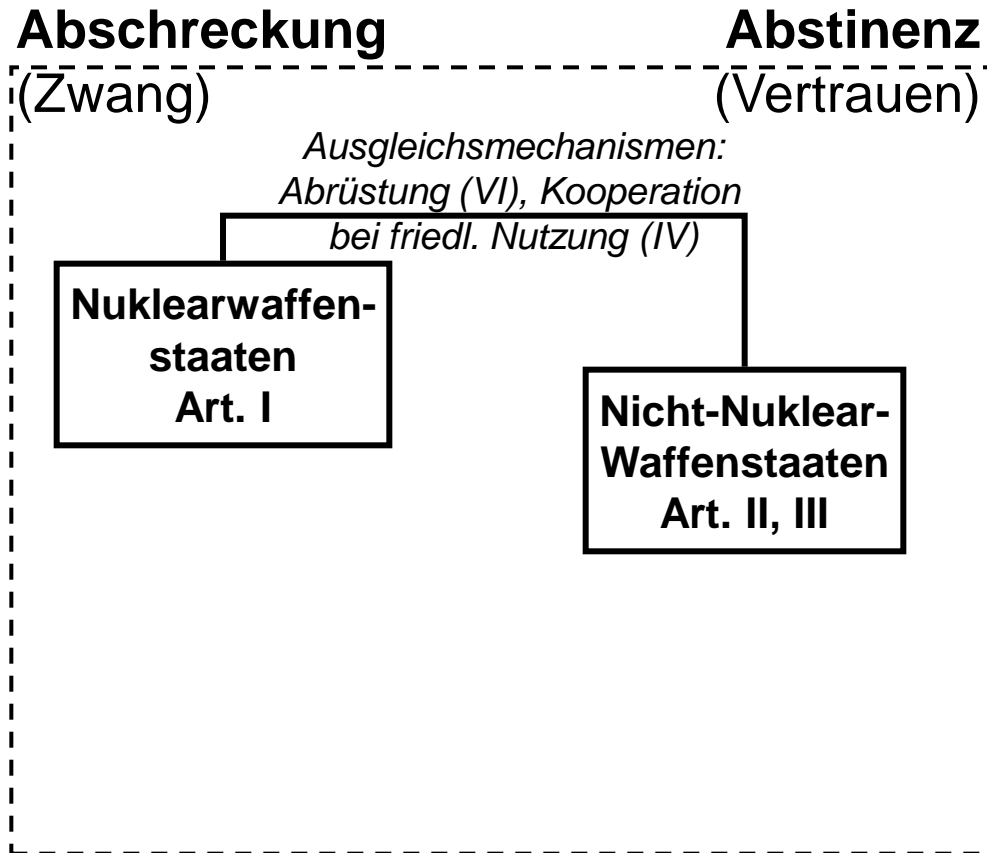 Abschreckung Abstinenz
(Zwang) (Vertrauen)
Ausgleichsmechanismen:
Abrüstung (VI), Kooperation
bei friedl. Nutzung (IV)
Nuklearwaffen-
staaten
Art. I
Nicht-Nuklear-
Waffenstaaten
Art. II, III